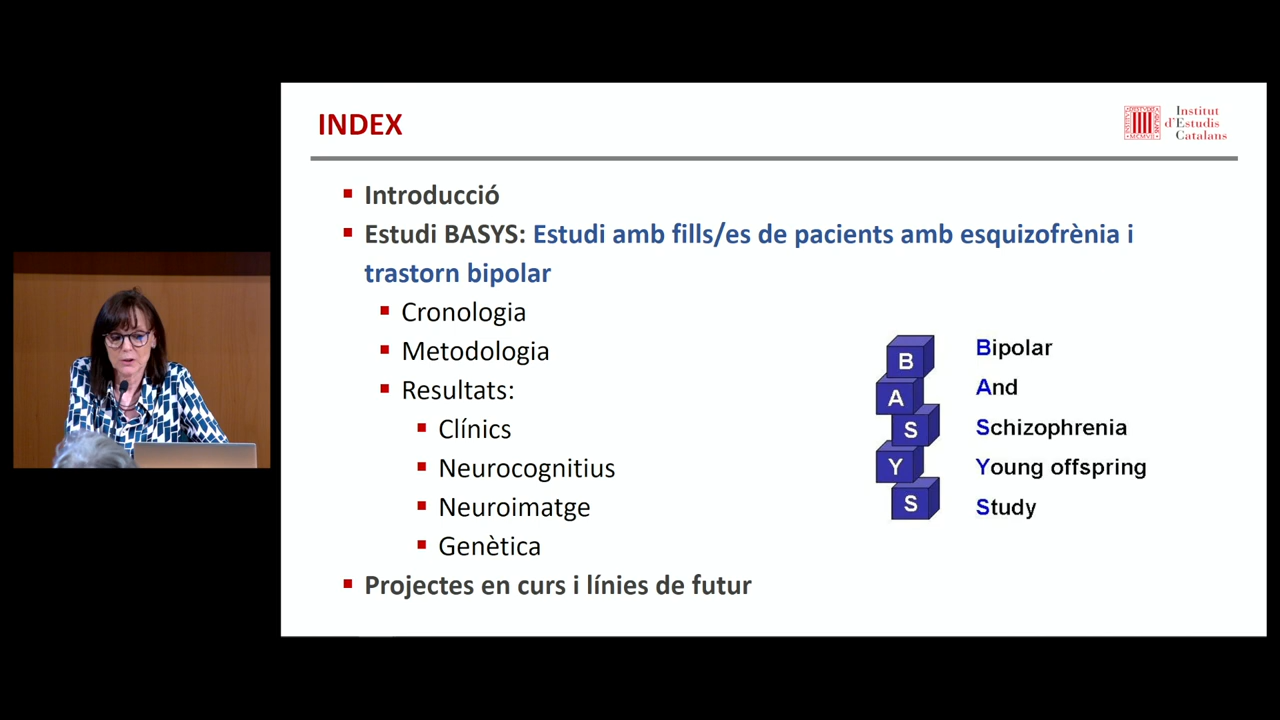 INDEX
Institut
d'Estudis
Catalans
Introducció
Estudi BASYS: Estudi amb fills/es de pacients amb esquizofrènia i
trastorn bipolar
Cronologia
Metodologia
Resultats:
Clínics
Neurocognitius
Neuroimatge
Genètica
Projectes en curs i línies de futur
B
A
S
Y
S
Bipolar
And
Schizophrenia
Young offspring
Study